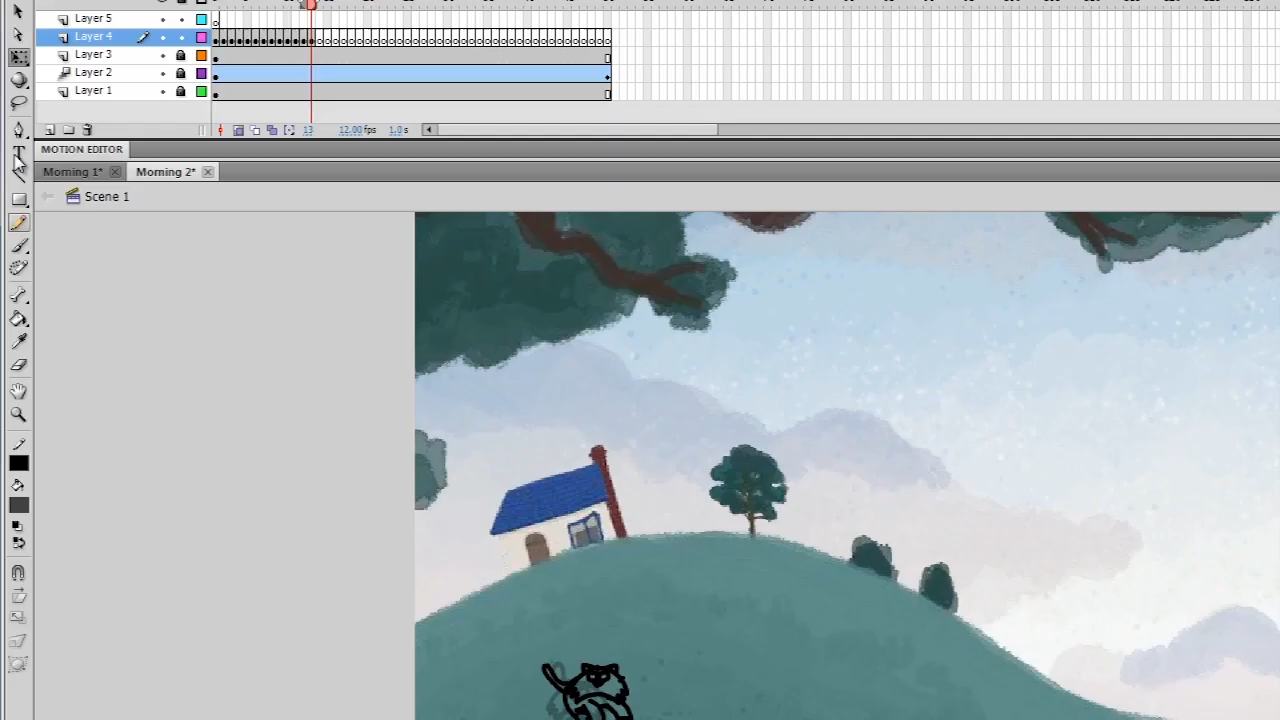 Layer 5
Layer 4
Layer 3
Layer 2
Layer 1
13 12.00 fps 1.0 s
MOTION EDITOR
Morning 1* Morning 2*
Scene 1
T